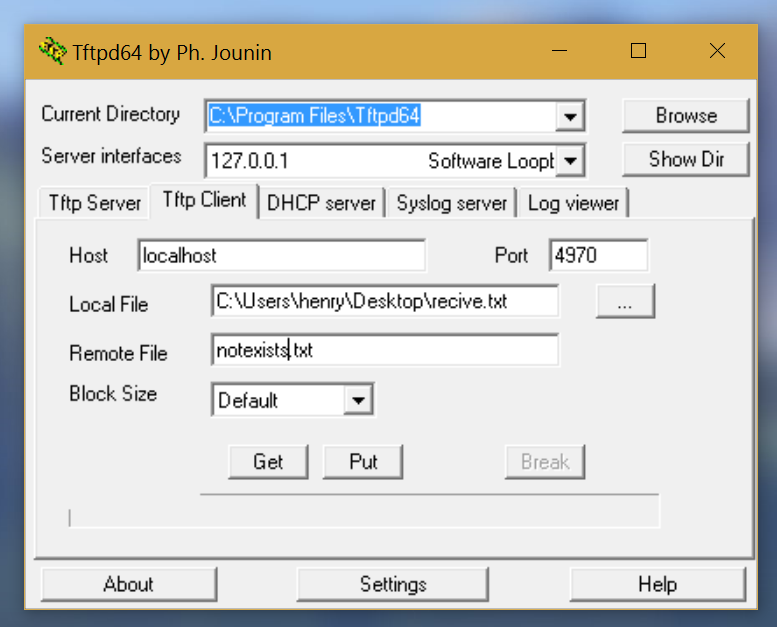 Tftpd64 by Ph. Jounin
Current Directory C:\Program Files\Tftpd64 Browse
Server interfaces 127.0.0.1 Software Loopb Show Dir
Tftp Server Tftp Client DHCP server Syslog server Log viewer
Host localhost Port 4970
Local File C:\Users\henry\Desktop\recive.txt ...
Remote File notexists.txt
Block Size Default
Get Put Break
About Settings Help